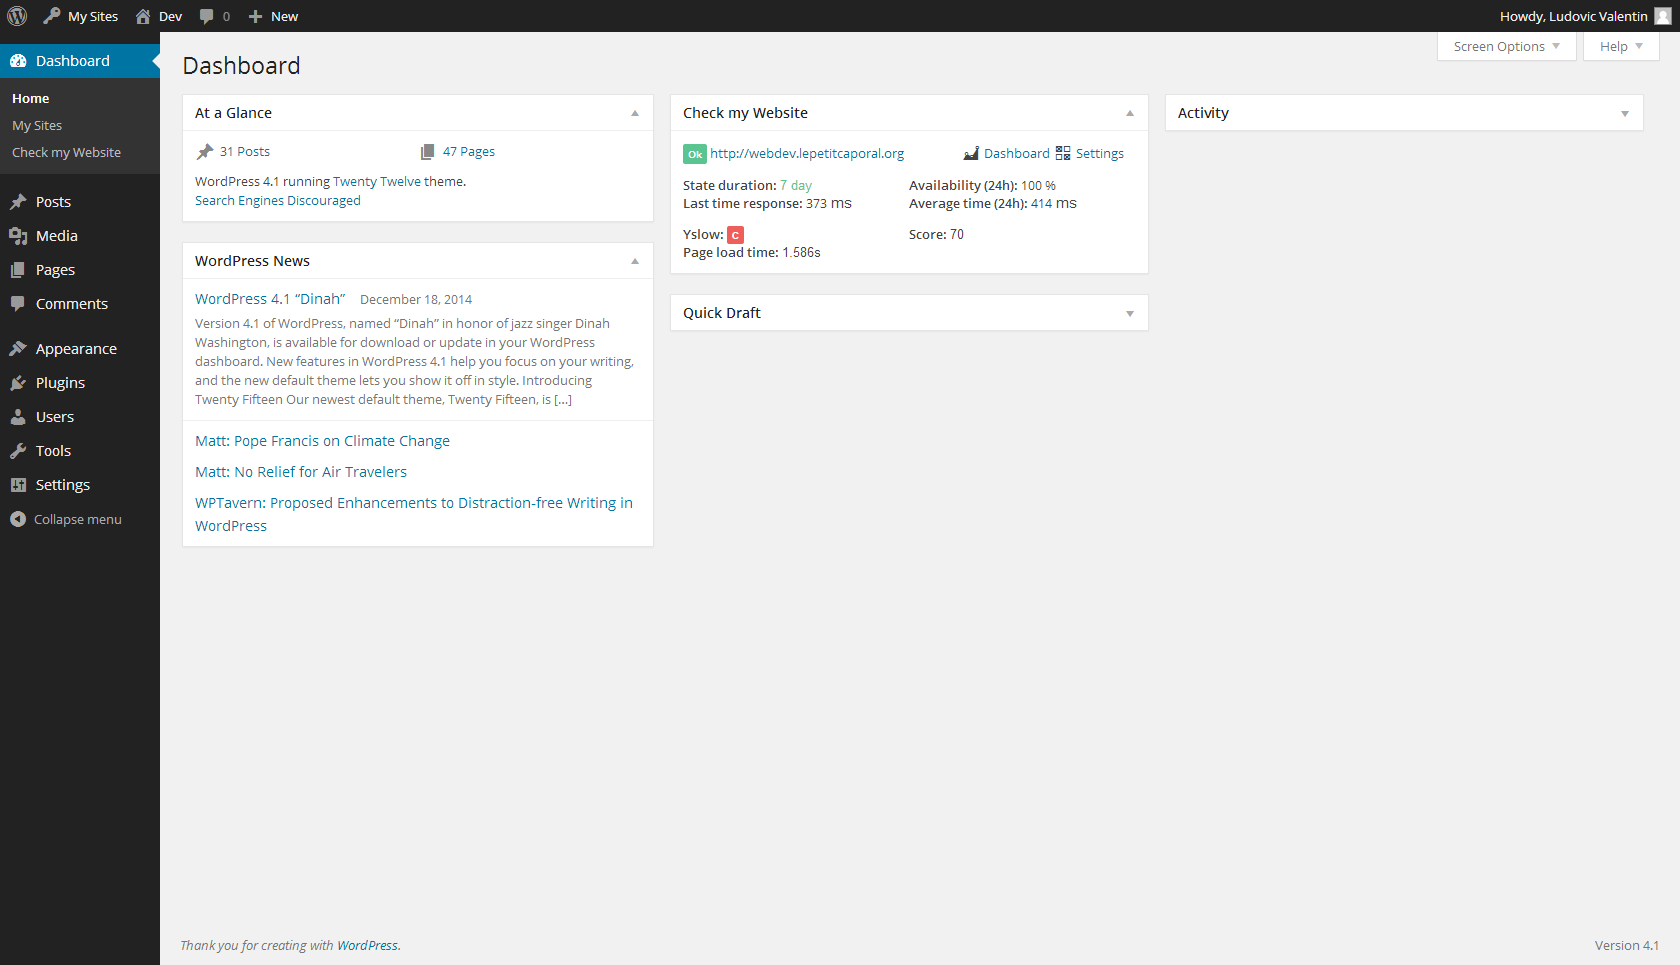 My Sites
Dev
0
New
Howdy, Ludovic Valentin
Dashboard
Home
My Sites
Check my Website
Posts
Media
Pages
Comments
Appearance
Plugins
Users
Tools
Settings
Collapse menu
Screen Options
Help
Dashboard
At a Glance
31 Posts
47 Pages
WordPress 4.1 running Twenty Twelve theme.
Search Engines Discouraged
WordPress News
WordPress 4.1 “Dinah” December 18, 2014
Version 4.1 of WordPress, named “Dinah” in honor of jazz singer Dinah
Washington, is available for download or update in your WordPress
dashboard. New features in WordPress 4.1 help you focus on your writing,
and the new default theme lets you show it off in style. Introducing
Twenty Fifteen Our newest default theme, Twenty Fifteen, is […]
Matt: Pope Francis on Climate Change
Matt: No Relief for Air Travelers
WPTavern: Proposed Enhancements to Distraction-free Writing in
WordPress
Check my Website
Ok http://webdev.lepetitcaporal.org
Dashboard
Settings
State duration: 7 day
Availability (24h): 100 %
Last time response: 373 ms
Average time (24h): 414 ms
Yslow: C
Score: 70
Page load time: 1.586s
Quick Draft
Activity
Thank you for creating with WordPress.
Version 4.1